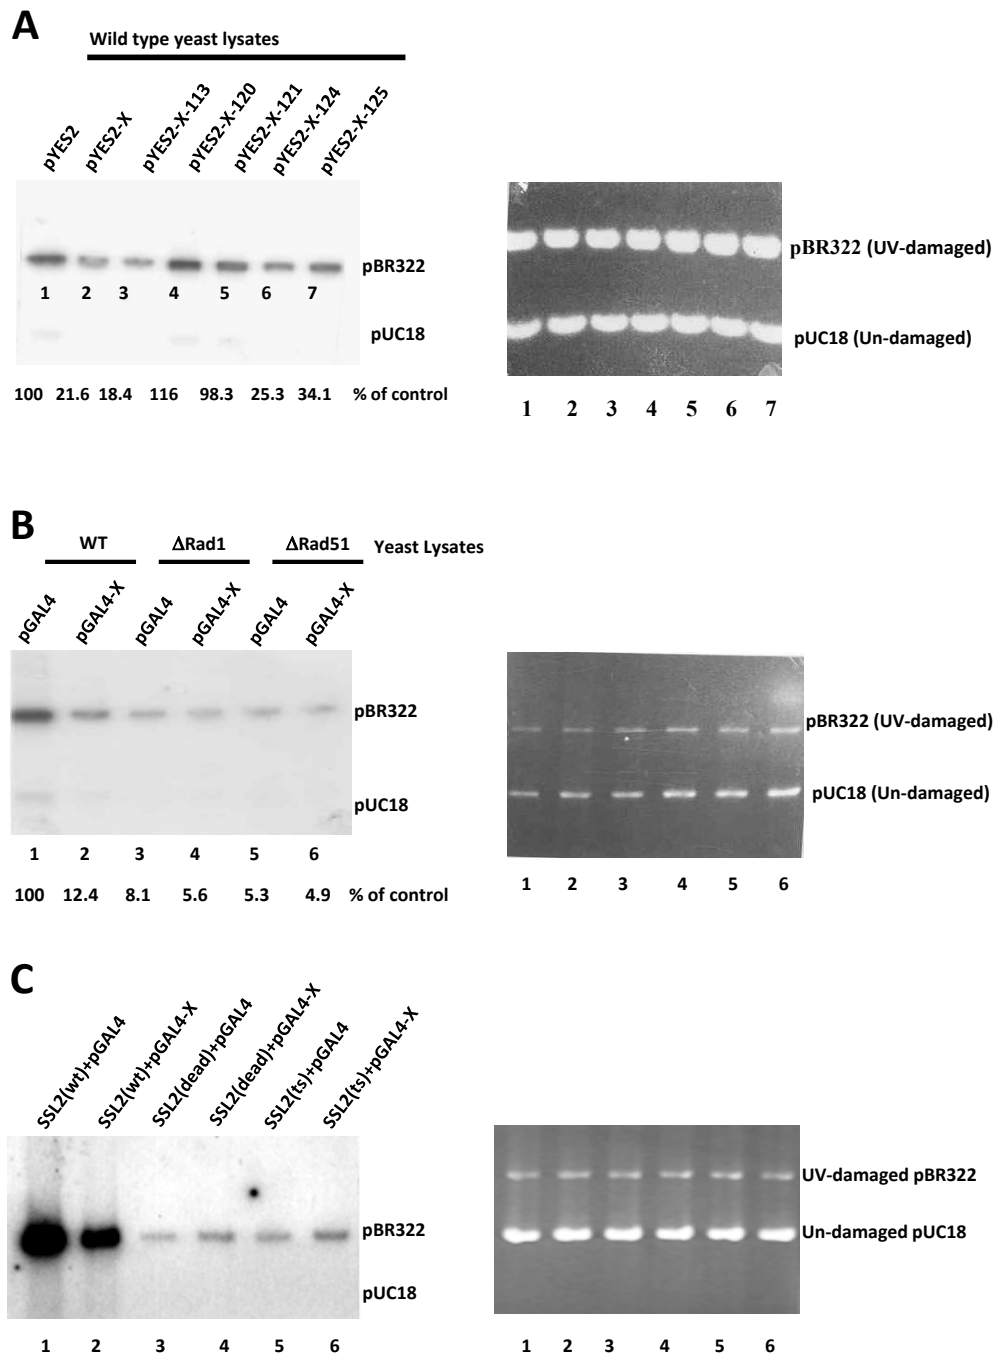 A
Wild type yeast lysates
pYES2
pYES2-X
pYES2-X-113
pYES2-X-120
pYES2-X-121
pYES2-X-124
pYES2-X-125
pBR322
1 2 3 4 5 6 7
pUC18
100 21.6 18.4 116 98.3 25.3 34.1 % of control
pBR322 (UV-damaged)
pUC18 (Un-damaged)
1 2 3 4 5 6 7
B
WT ΔRad1 ΔRad51 Yeast Lysates
pGAL4
pGAL4-X
pGAL4
pGAL4-X
pGAL4
pGAL4-X
pBR322
pUC18
1 2 3 4 5 6
100 12.4 8.1 5.6 5.3 4.9 % of control
pBR322 (UV-damaged)
pUC18 (Un-damaged)
1 2 3 4 5 6
C
SSL2(wt)+pGAL4
SSL2(wt)+pGAL4-X
SSL2(dead)+pGAL4
SSL2(dead)+pGAL4-X
SSL2(ts)+pGAL4
SSL2(ts)+pGAL4-X
pBR322
pUC18
1 2 3 4 5 6
UV-damaged pBR322
Un-damaged pUC18
1 2 3 4 5 6